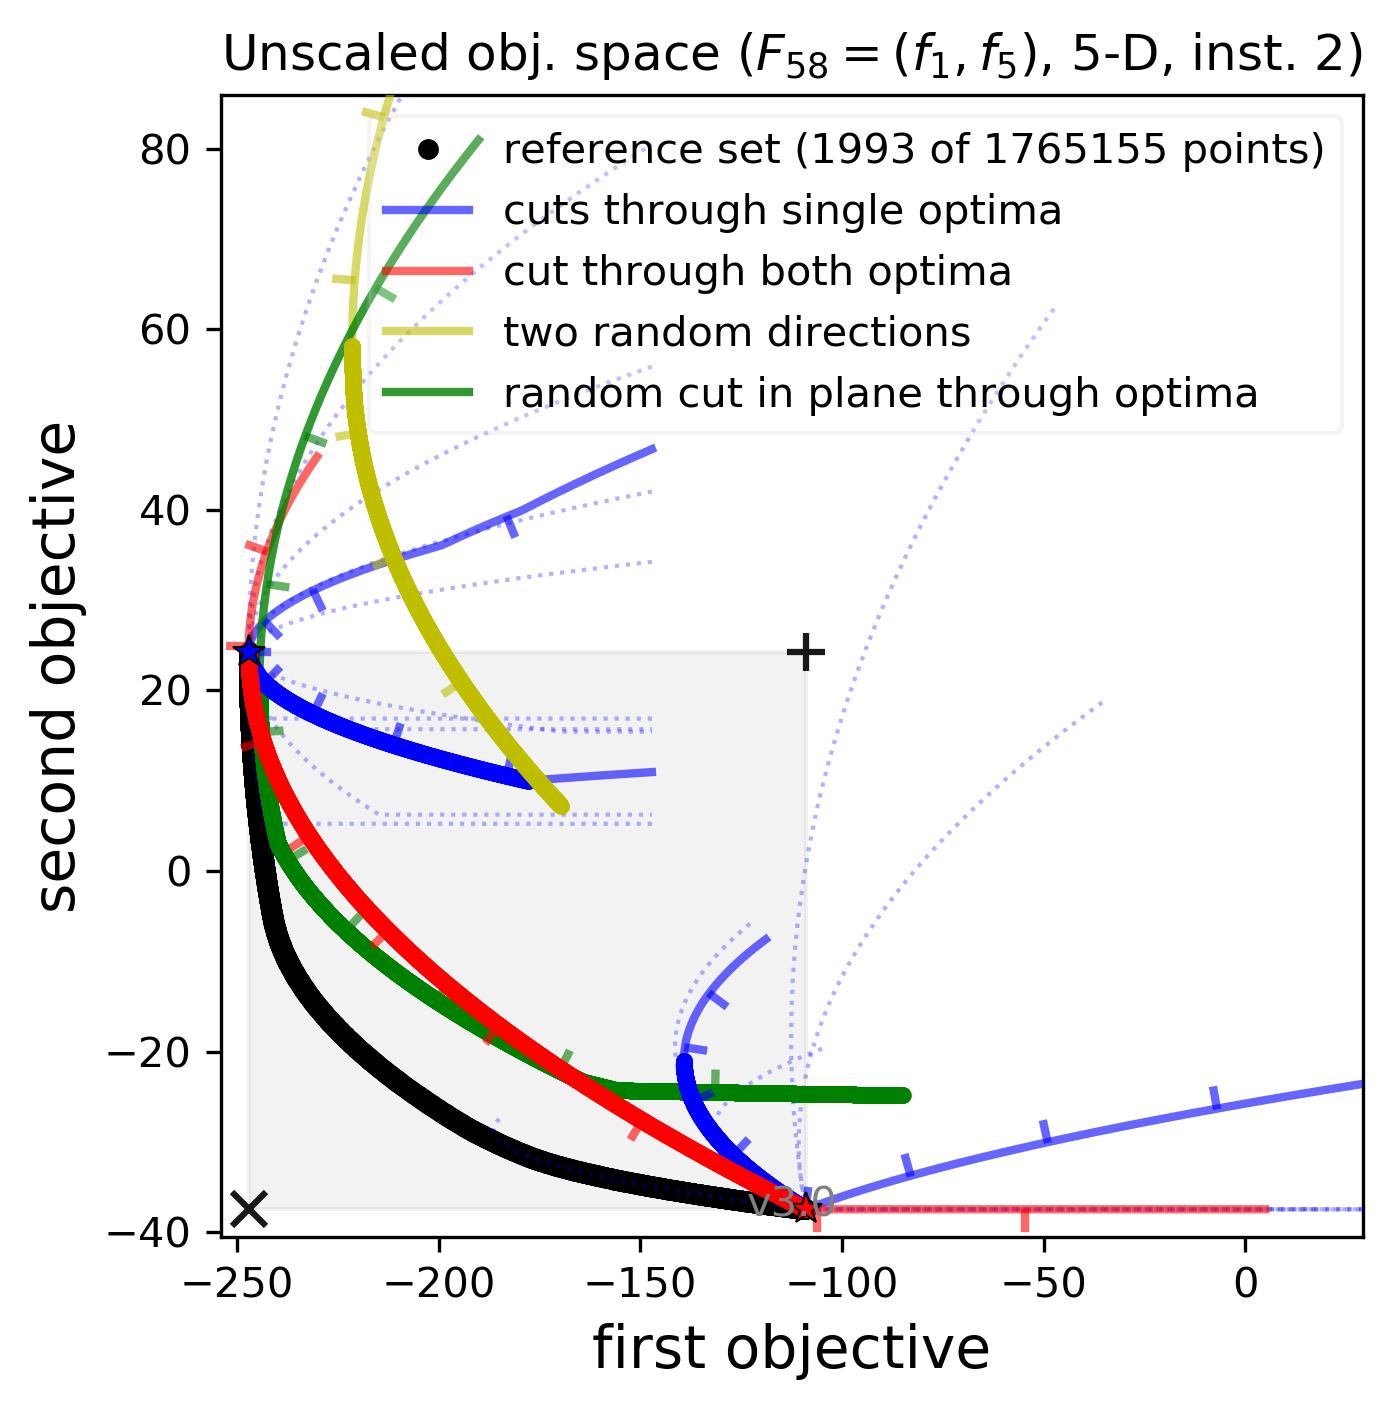 Unscaled obj. space (F₅₈ = (f₁, f₅), 5-D, inst. 2)
reference set (1993 of 1765155 points)
cuts through single optima
cut through both optima
two random directions
random cut in plane through optima
second objective
80
60
40
20
0
−20
−40
v3.0
−250
−200
−150
−100
−50
0
first objective